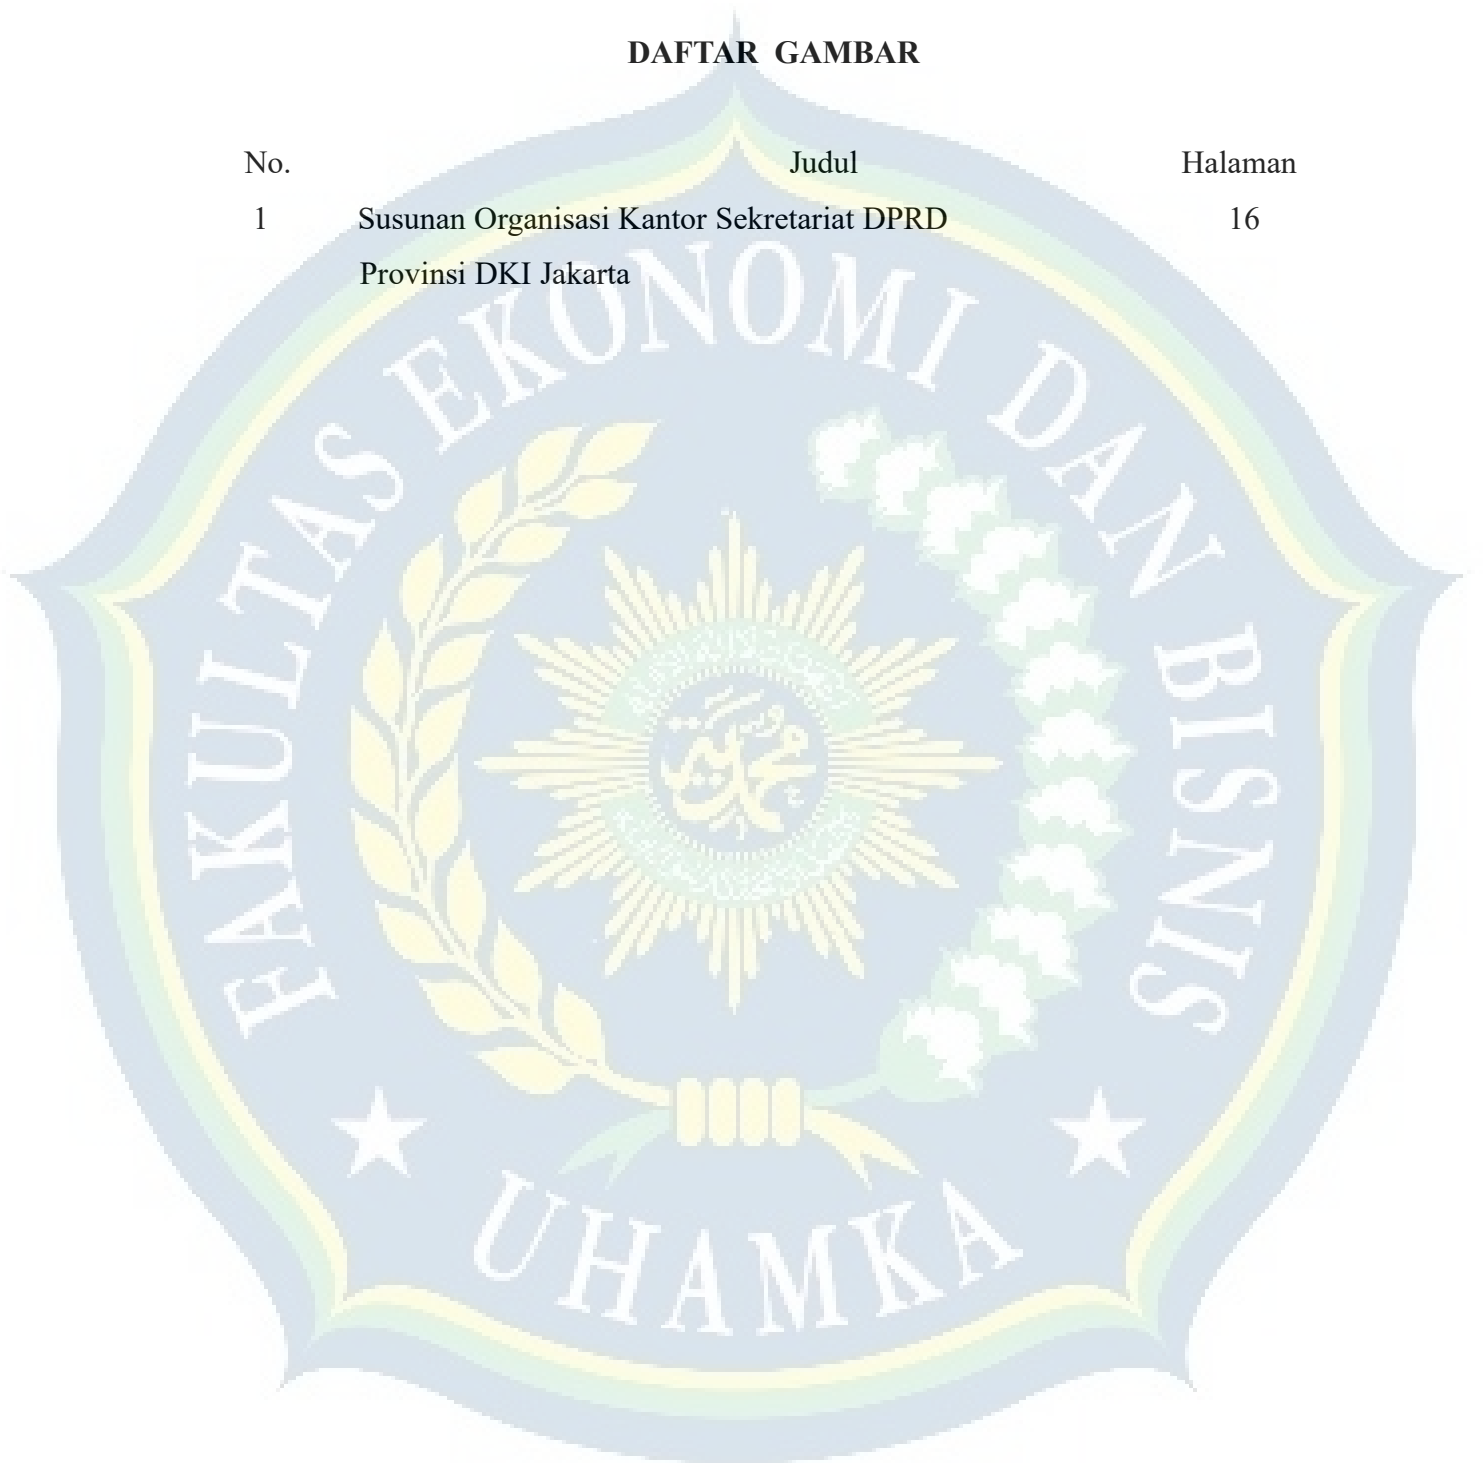 DAFTAR GAMBAR
No. Judul Halaman
1 Susunan Organisasi Kantor Sekretariat DPRD 16
Provinsi DKI Jakarta
FAKULTAS EKONOMI DAN BISNIS
UHAMKA